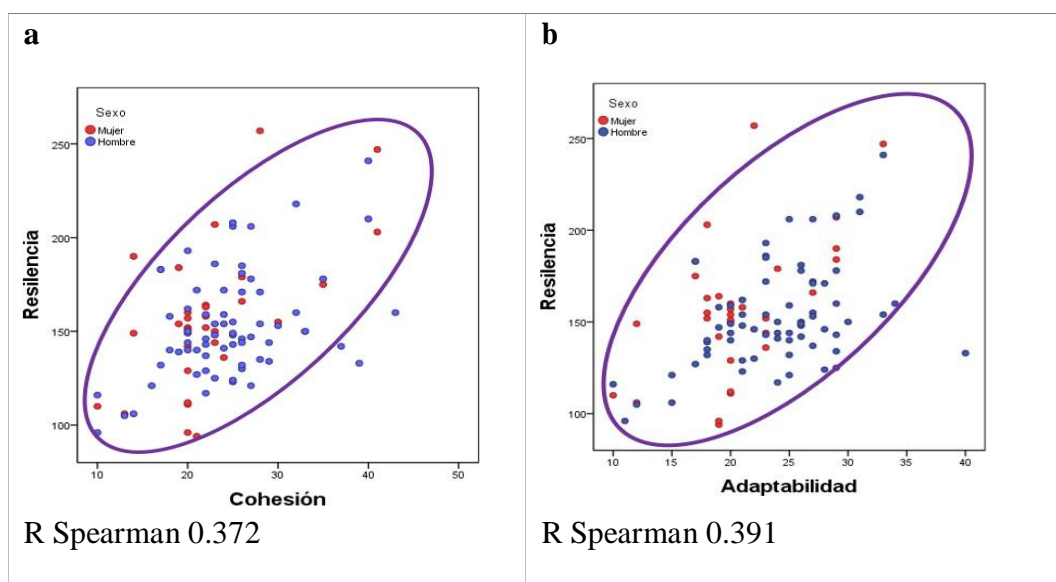 a
Sexo
Mujer
Hombre
250
200
150
100
Resilencia
10 20 30 40 50
Cohesión
R Spearman 0.372
b
Sexo
Mujer
Hombre
250
200
150
100
Resilencia
10 15 20 25 30 35 40
Adaptabilidad
R Spearman 0.391